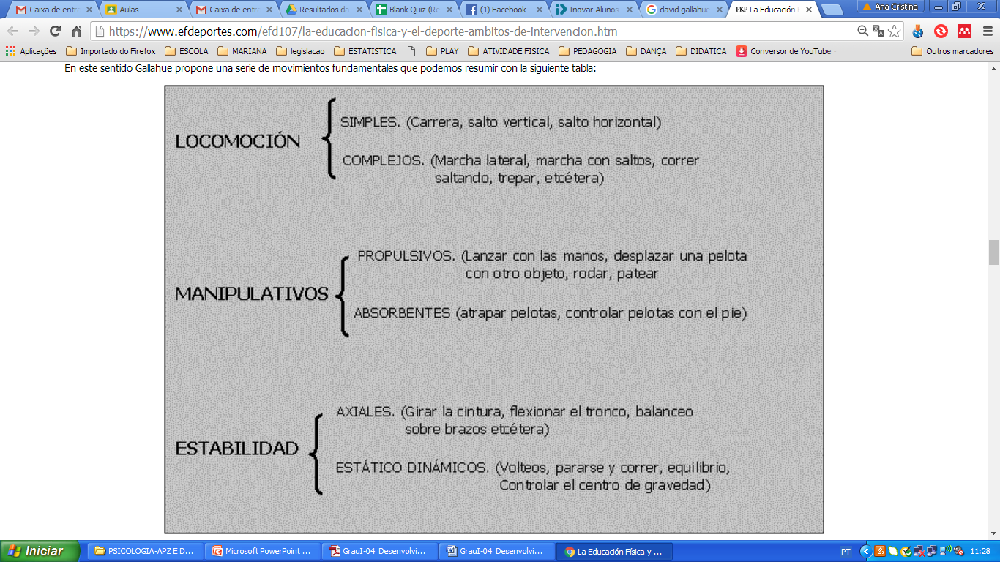 Caixa de entra
Aulas
Caixa de entra
Resultados da
Blank Quiz (Re
(1) Facebook
Inovar Alunos
david gallahue
PKP La Educación F
Ana Cristina
https://www.efdeportes.com/efd107/la-educacion-fisica-y-el-deporte-ambitos-de-intervencion.htm
Aplicações
Importado do Firefox
ESCOLA
MARIANA
legislacao
ESTATISTICA
PLAY
ATIVIDADE FISICA
PEDAGOGIA
DANÇA
DIDATICA
Conversor de YouTube
Outros marcadores
En este sentido Gallahue propone una serie de movimientos fundamentales que podemos resumir con la siguiente tabla:
LOCOMOCIÓN
SIMPLES. (Carrera, salto vertical, salto horizontal)
COMPLEJOS. (Marcha lateral, marcha con saltos, correr
saltando, trepar, etcétera)
MANIPULATIVOS
PROPULSIVOS. (Lanzar con las manos, desplazar una pelota
con otro objeto, rodar, patear
ABSORBENTES (atrapar pelotas, controlar pelotas con el pie)
ESTABILIDAD
AXIALES. (Girar la cintura, flexionar el tronco, balanceo
sobre brazos etcétera)
ESTÁTICO DINÁMICOS. (Volteos, pararse y correr, equilibrio,
Controlar el centro de gravedad)
Iniciar
PSICOLOGIA-APZ E D...
Microsoft PowerPoint ...
GrauI-04_Desenvolvi...
GrauI-04_Desenvolvi...
La Educación Física y ...
PT
11:28